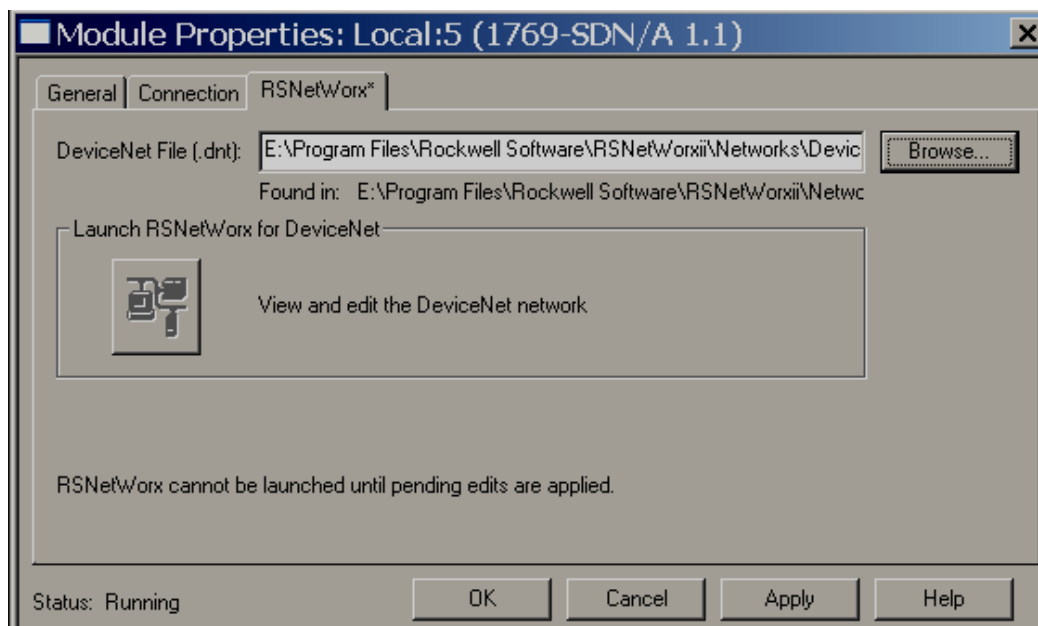 Module Properties: Local:5 (1769-SDN/A 1.1)
General Connection RSNetWorx*
DeviceNet File (.dnt): E:\Program Files\Rockwell Software\RSNetWorxii\Networks\Devic Browse...
Found in: E:\Program Files\Rockwell Software\RSNetWorxii\Netwc
Launch RSNetWorx for DeviceNet
View and edit the DeviceNet network
RSNetWorx cannot be launched until pending edits are applied.
Status: Running OK Cancel Apply Help